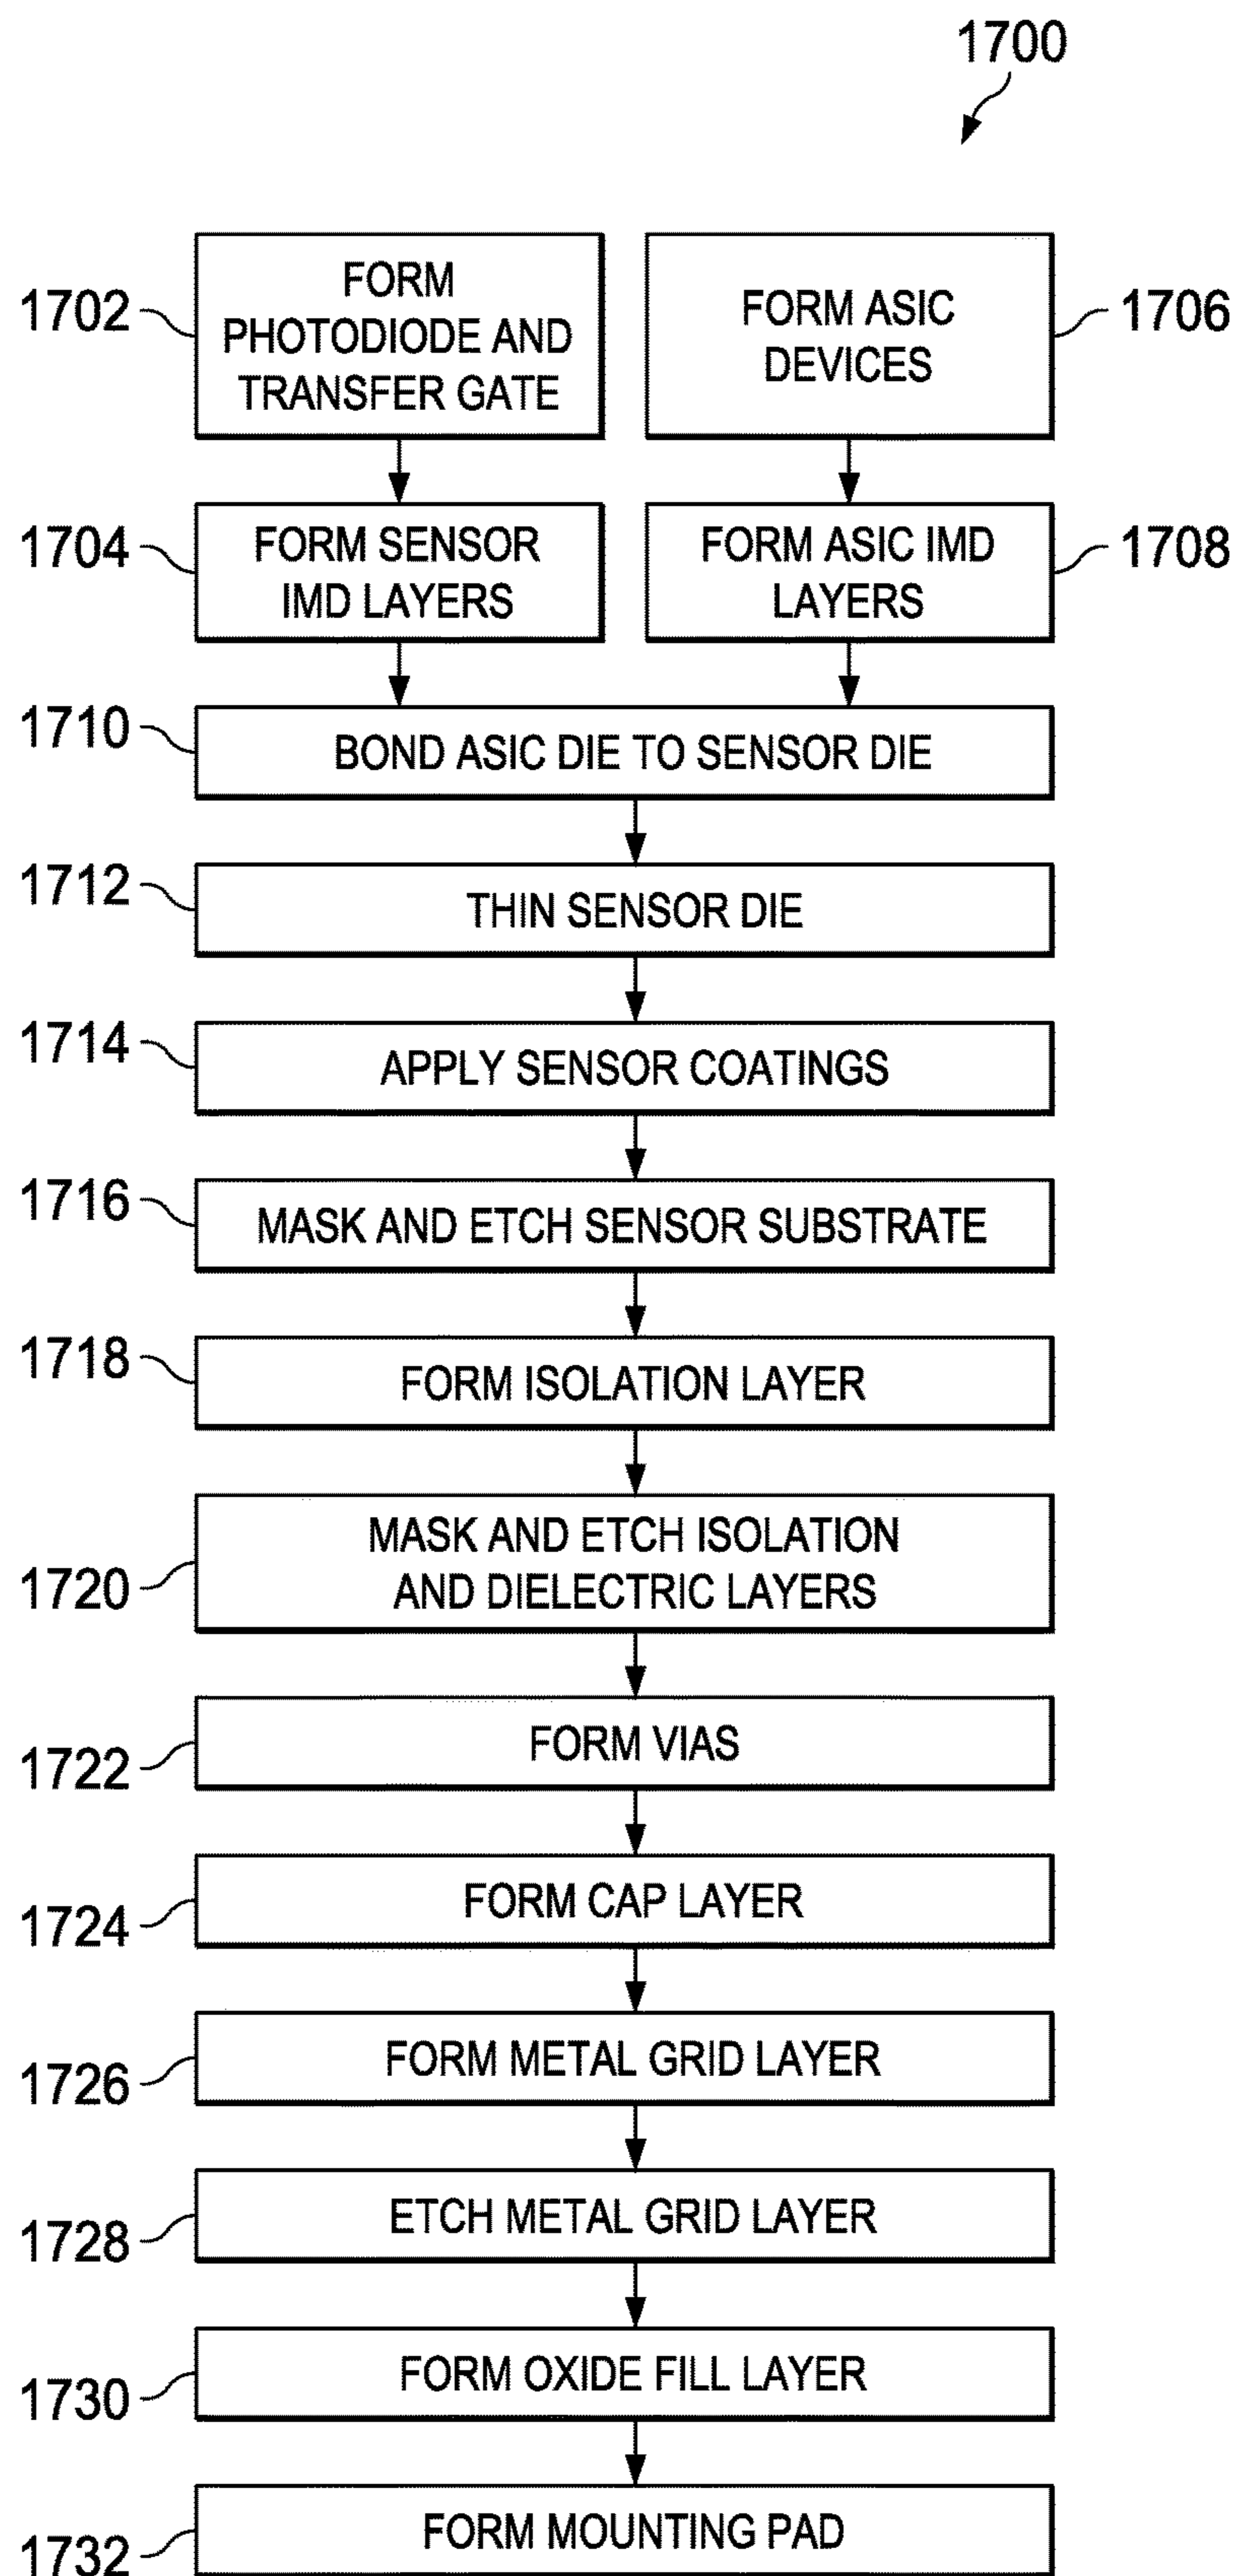 1700
1702
FORM
PHOTODIODE AND
TRANSFER GATE
FORM ASIC
DEVICES
1706
1704
FORM SENSOR
IMD LAYERS
FORM ASIC IMD
LAYERS
1708
1710
BOND ASIC DIE TO SENSOR DIE
1712
THIN SENSOR DIE
1714
APPLY SENSOR COATINGS
1716
MASK AND ETCH SENSOR SUBSTRATE
1718
FORM ISOLATION LAYER
1720
MASK AND ETCH ISOLATION
AND DIELECTRIC LAYERS
1722
FORM VIAS
1724
FORM CAP LAYER
1726
FORM METAL GRID LAYER
1728
ETCH METAL GRID LAYER
1730
FORM OXIDE FILL LAYER
1732
FORM MOUNTING PAD